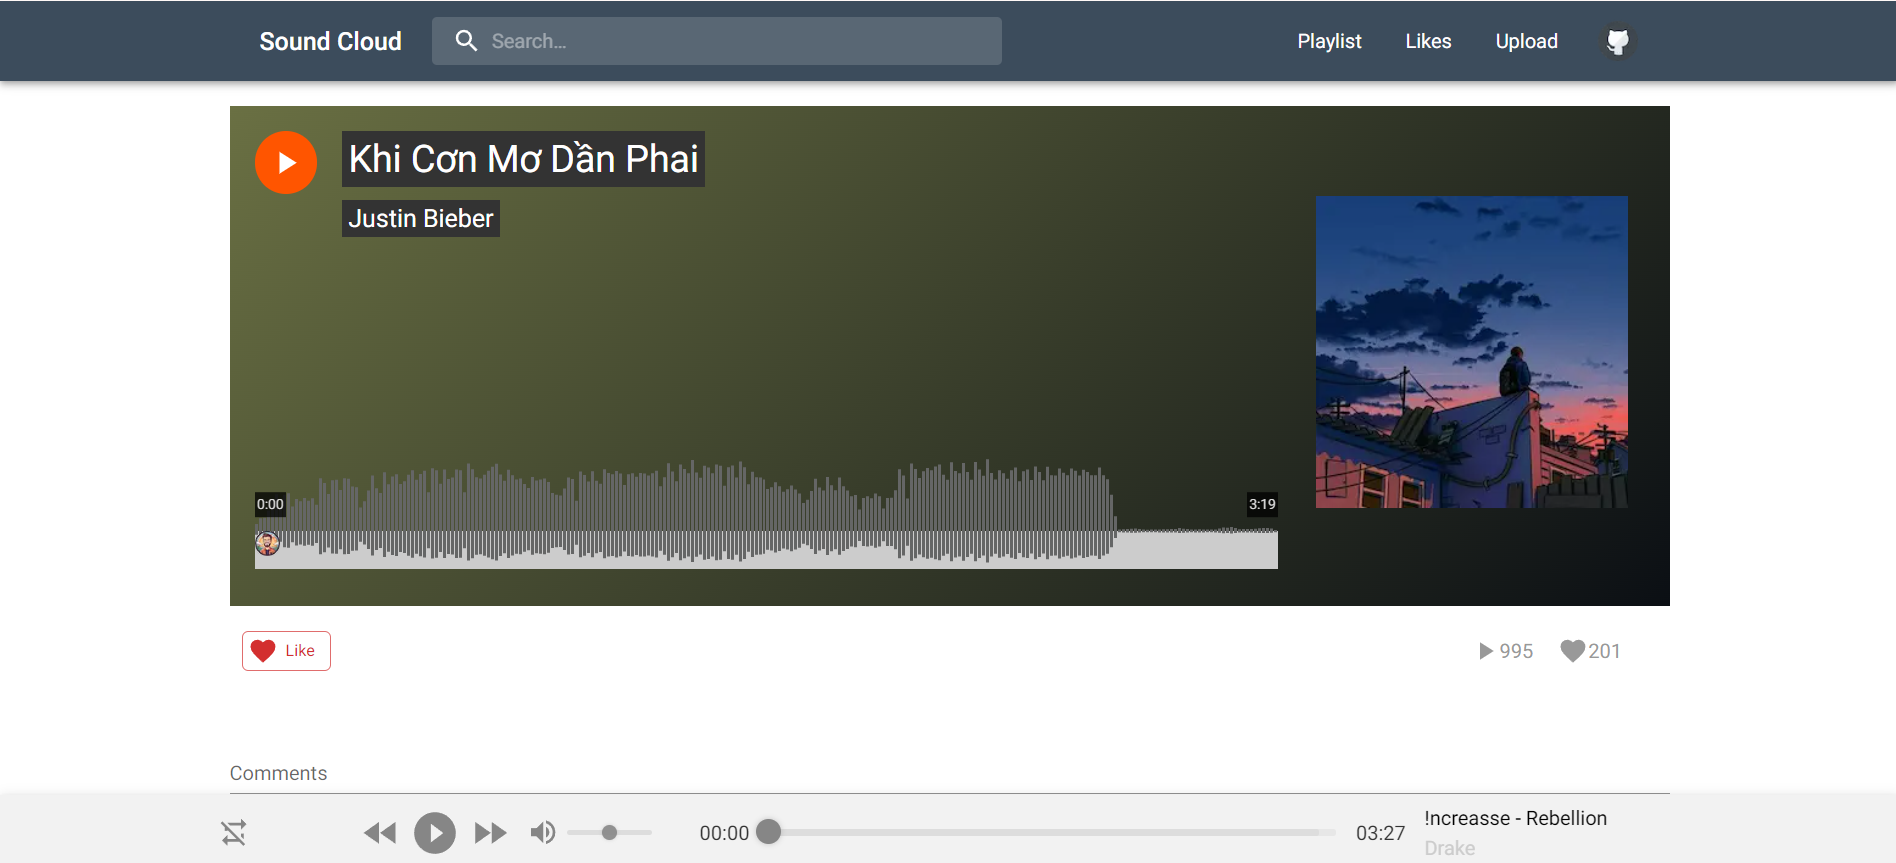 Sound Cloud
Search...
Playlist
Likes
Upload
Khi Cơn Mơ Dần Phai
Justin Bieber
0:00
3:19
Like
995
201
Comments
00:00
03:27
!ncreasse - Rebellion
Drake